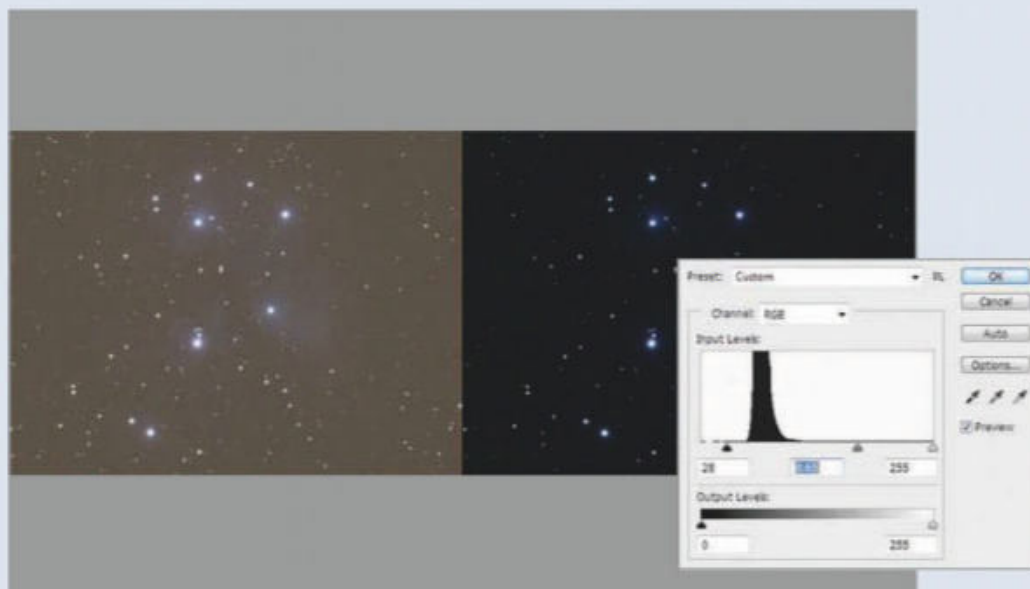 Preset: Custom
OK
Cancel
Channel: RGB
Auto
Input Levels:
Options...
Preview
28
255
Output Levels:
0
255